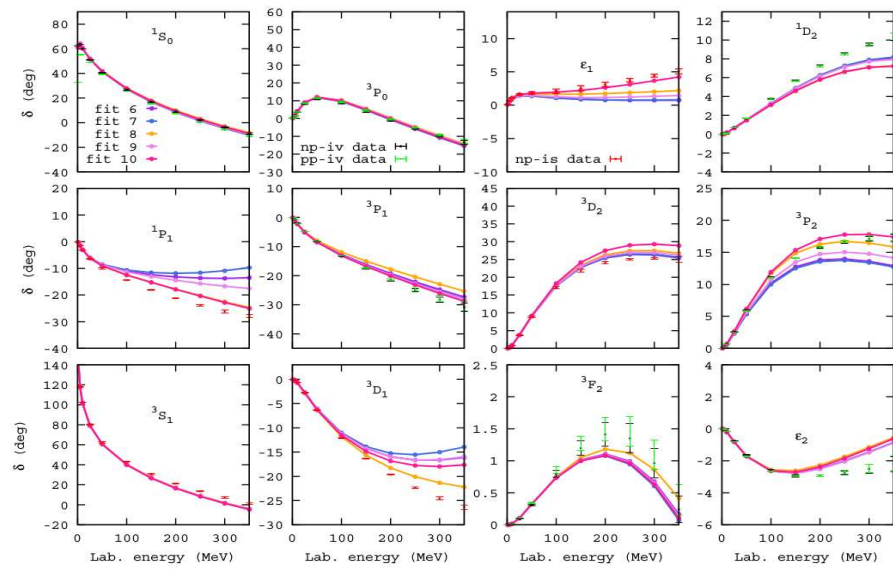 ¹S₀
³P₀
ε₁
¹D₂
80
60
40
20
0
-20
δ (deg)
fit 6
fit 7
fit 8
fit 9
fit 10
60
50
40
30
20
10
0
-10
-20
-30
np-iv data
pp-iv data
10
5
0
-5
-10
np-is data
12
10
8
6
4
2
0
-2
-4
¹P₁
³P₁
³D₂
³P₂
20
10
0
-10
-20
-30
-40
δ (deg)
10
0
-10
-20
-30
-40
45
40
35
30
25
20
15
10
5
0
25
20
15
10
5
0
³S₁
³D₁
³F₂
ε₂
140
120
100
80
60
40
20
0
-20
δ (deg)
0
-5
-10
-15
-20
-25
-30
2.5
2
1.5
1
0.5
0
4
2
0
-2
-4
-6
0 100 200 300
0 100 200 300
0 100 200 300
0 100 200 300
Lab. energy (MeV)
Lab. energy (MeV)
Lab. energy (MeV)
Lab. energy (MeV)